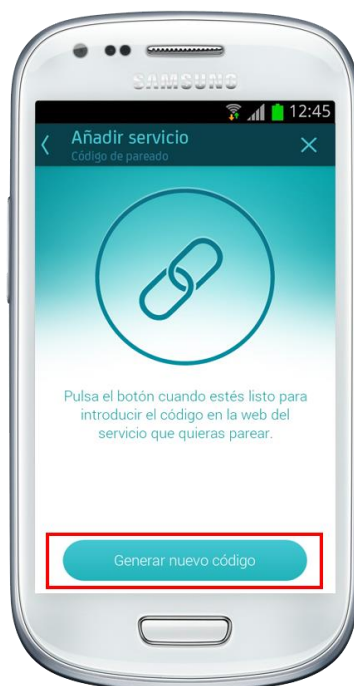 SAMSUNG
12:45
Añadir servicio
Código de pareado
Pulsa el botón cuando estés listo para
introducir el código en la web del
servicio que quieras parear.
Generar nuevo código